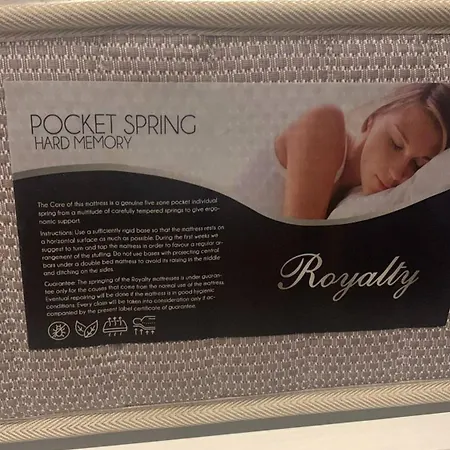 POCKET SPRING
HARD MEMORY
The Core of this mattress is a genuine five zone pocket individual
spring from a multitude of carefully tempered springs to give ergo-
nomic support.
Instructions: Use a sufficiently rigid base so that the mattress rests on
a horizontal surface as much as possible. During the first weeks we
suggest to turn and tap the mattress in order to favour a regular ar-
rangement of the stuffing. Do not use bases with projecting central
bars under a double bed mattress to avoid its raising in the middle
and ditching on the sides.
Guarantee: The springing of the Royalty mattresses is under guaran-
tee only for the causes that come from the normal use of the mattress
Eventual repairing will be done if the mattress is in good hygienic
conditions. Every claim will be taken into consideration only if ac-
companied by the present label certificate of guarantee.
Royalty